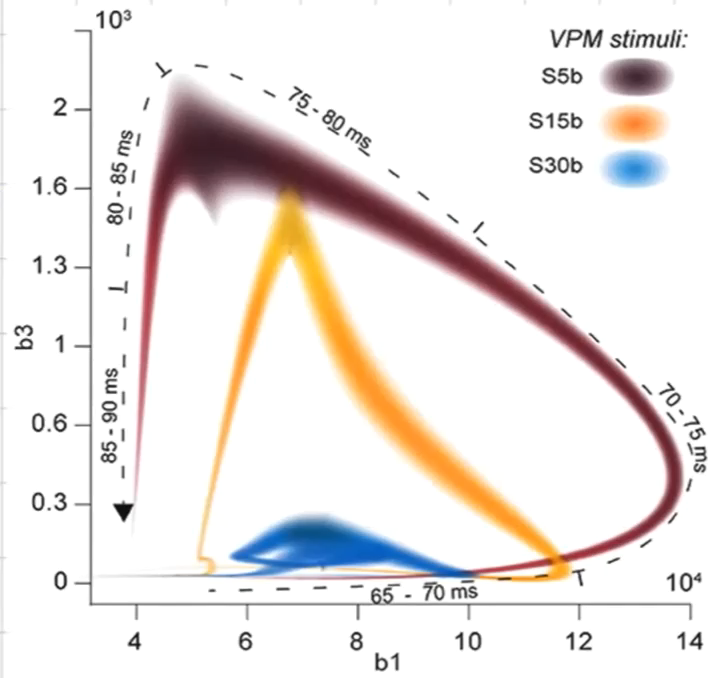 10³
VPM stimuli:
S5b
S15b
S30b
75 - 80 ms
80 - 85 ms
85 - 90 ms
70 - 75 ms
65 - 70 ms
b3
2
1.6
1.3
1
0.6
0.3
0
10⁴
4
6
8
10
12
14
b1